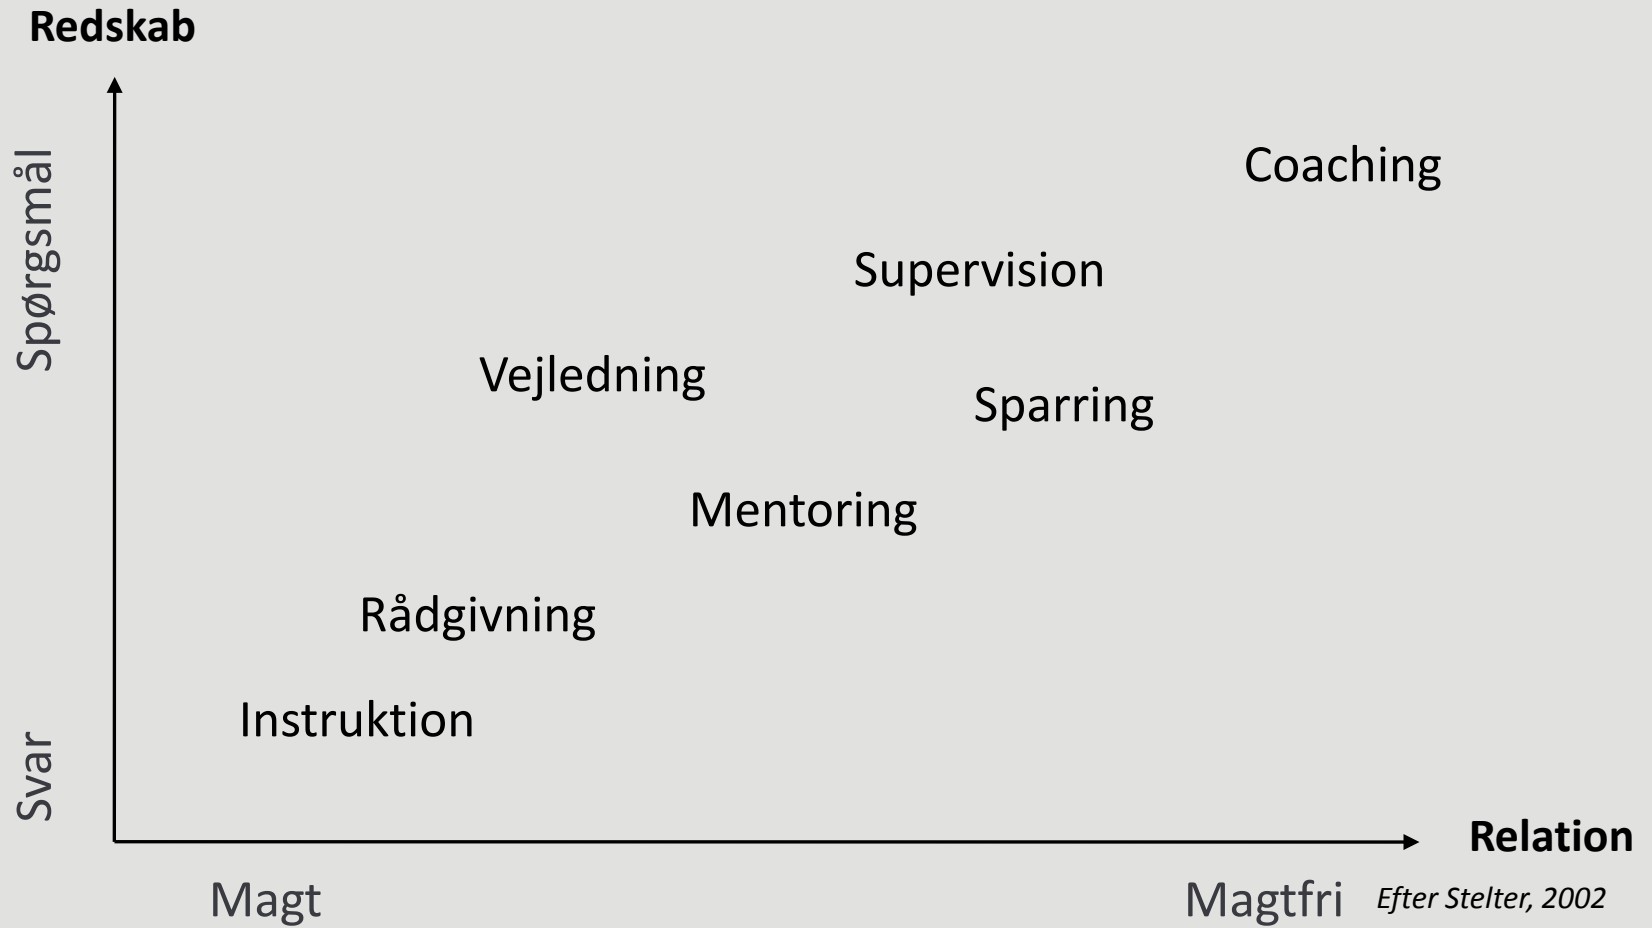 Redskab
Spørgsmål
Coaching
Supervision
Vejledning
Sparring
Mentoring
Rådgivning
Instruktion
Svar
Relation
Magt
Magtfri
Efter Stelter, 2002